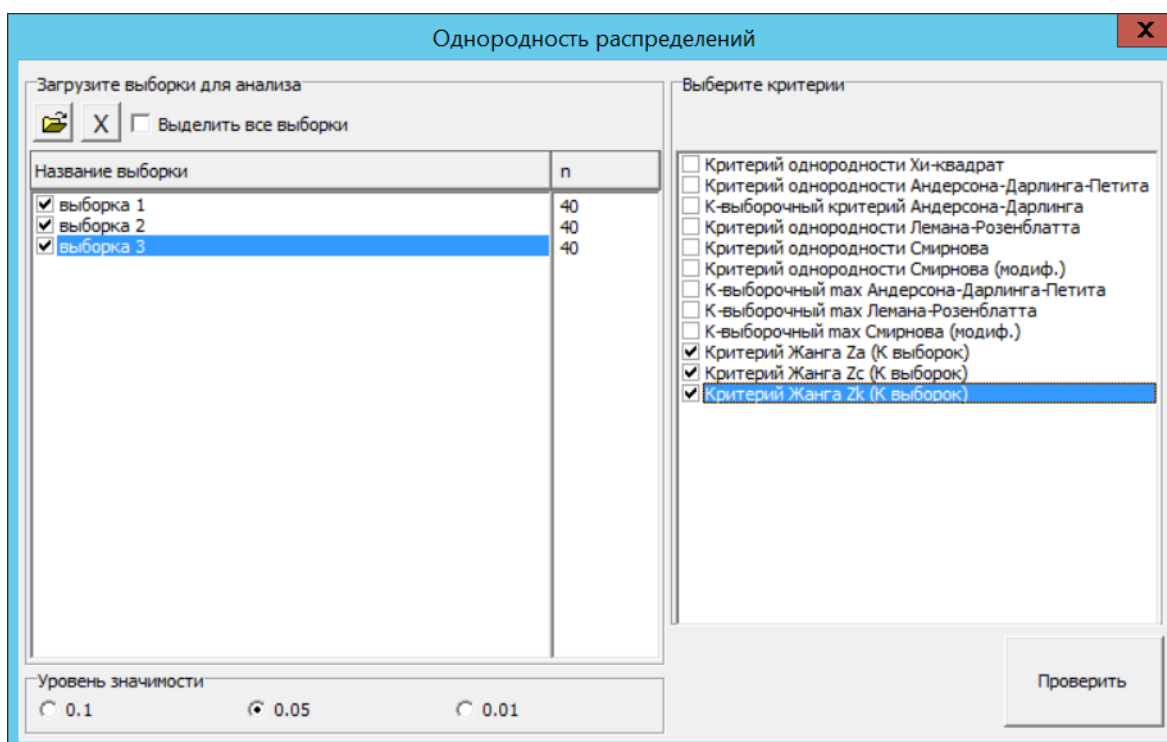 Однородность распределений
X
Загрузите выборки для анализа
X Выделить все выборки
Название выборки n
выборка 1 40
выборка 2 40
выборка 3 40
Уровень значимости
0.1 0.05 0.01
Выберите критерии
Критерий однородности Хи-квадрат
Критерий однородности Андерсона-Дарлинга-Петита
К-выборочный критерий Андерсона-Дарлинга
Критерий однородности Лемана-Розенблатта
Критерий однородности Смирнова
Критерий однородности Смирнова (модиф.)
К-выборочный max Андерсона-Дарлинга-Петита
К-выборочный max Лемана-Розенблатта
К-выборочный max Смирнова (модиф.)
Критерий Жанга Za (К выборок)
Критерий Жанга Zc (К выборок)
Критерий Жанга Zk (К выборок)
Проверить